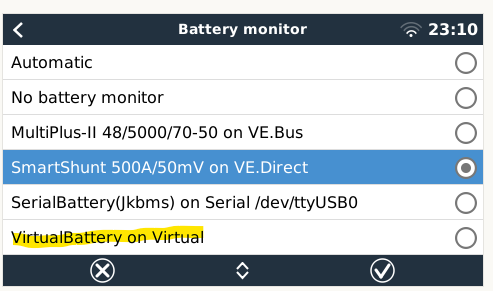 Battery monitor 23:10
Automatic
No battery monitor
MultiPlus-II 48/5000/70-50 on VE.Bus
SmartShunt 500A/50mV on VE.Direct
SerialBattery(Jkbms) on Serial /dev/ttyUSB0
VirtualBattery on Virtual